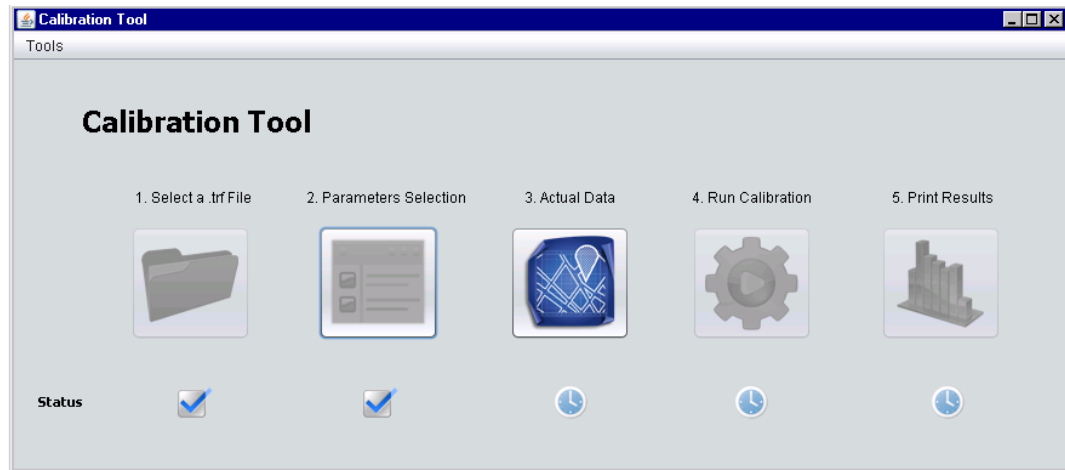 Calibration Tool
Tools
Calibration Tool
1. Select a .trf File
2. Parameters Selection
3. Actual Data
4. Run Calibration
5. Print Results
Status